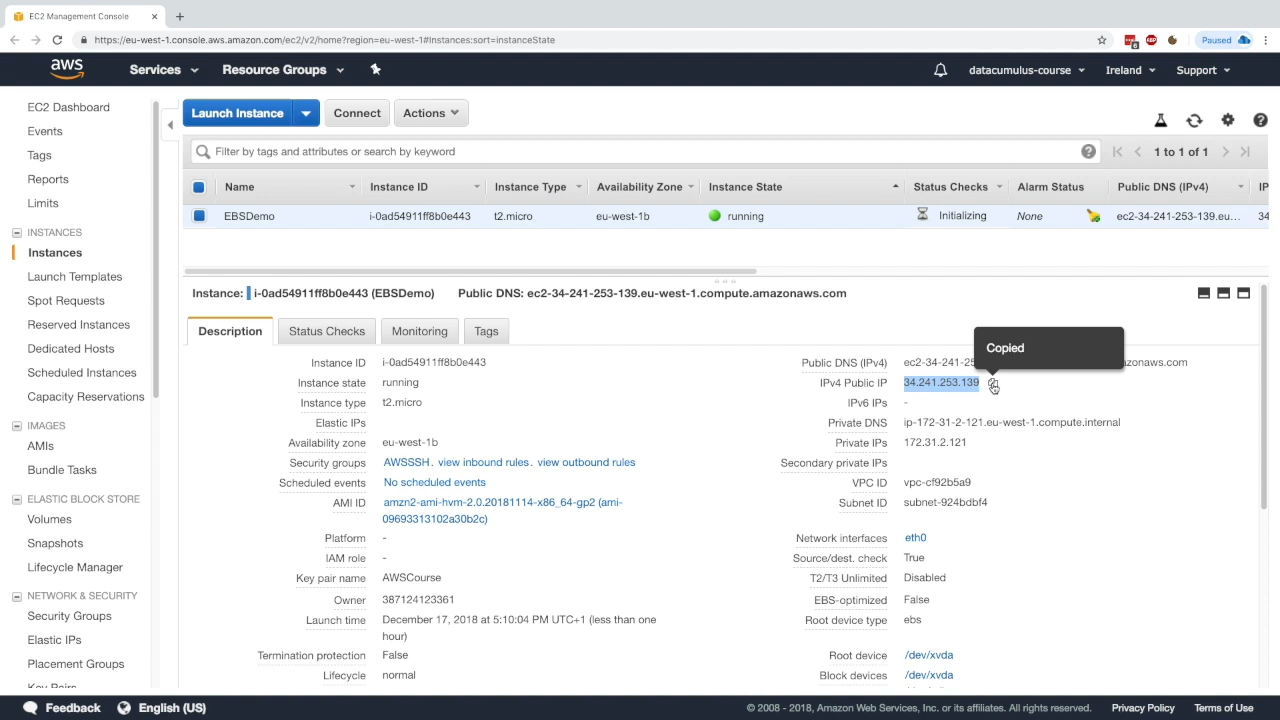 EC2 Management Console
https://eu-west-1.console.aws.amazon.com/ec2/v2/home?region=eu-west-1#Instances:sort=instanceState
6
ABP
Paused
aws
Services
Resource Groups
datacumulus-course
Ireland
Support
EC2 Dashboard
Events
Tags
Reports
Limits
INSTANCES
Instances
Launch Templates
Spot Requests
Reserved Instances
Dedicated Hosts
Scheduled Instances
Capacity Reservations
IMAGES
AMIs
Bundle Tasks
ELASTIC BLOCK STORE
Volumes
Snapshots
Lifecycle Manager
NETWORK & SECURITY
Security Groups
Elastic IPs
Placement Groups
Key Pairs
Launch Instance
Connect
Actions
Filter by tags and attributes or search by keyword
1 to 1 of 1
Name Instance ID Instance Type Availability Zone Instance State Status Checks Alarm Status Public DNS (IPv4) IP
EBSDemo i-0ad54911ff8b0e443 t2.micro eu-west-1b running Initializing None ec2-34-241-253-139.eu... 34
Instance: i-0ad54911ff8b0e443 (EBSDemo) Public DNS: ec2-34-241-253-139.eu-west-1.compute.amazonaws.com
Description Status Checks Monitoring Tags
Copied
Instance ID i-0ad54911ff8b0e443
Instance state running
Instance type t2.micro
Elastic IPs
Availability zone eu-west-1b
Security groups AWSSSH. view inbound rules. view outbound rules
Scheduled events No scheduled events
AMI ID amzn2-ami-hvm-2.0.20181114-x86_64-gp2 (ami-
09693313102a30b2c)
Platform -
IAM role -
Key pair name AWSCourse
Owner 387124123361
Launch time December 17, 2018 at 5:10:04 PM UTC+1 (less than one
hour)
Termination protection False
Lifecycle normal
Public DNS (IPv4) ec2-34-241-25 zonaws.com
IPv4 Public IP 34.241.253.139
IPv6 IPs -
Private DNS ip-172-31-2-121.eu-west-1.compute.internal
Private IPs 172.31.2.121
Secondary private IPs
VPC ID vpc-cf92b5a9
Subnet ID subnet-924bdbf4
Network interfaces eth0
Source/dest. check True
T2/T3 Unlimited Disabled
EBS-optimized False
Root device type ebs
Root device /dev/xvda
Block devices /dev/xvda
Feedback
English (US)
© 2008 - 2018, Amazon Web Services, Inc. or its affiliates. All rights reserved.
Privacy Policy
Terms of Use